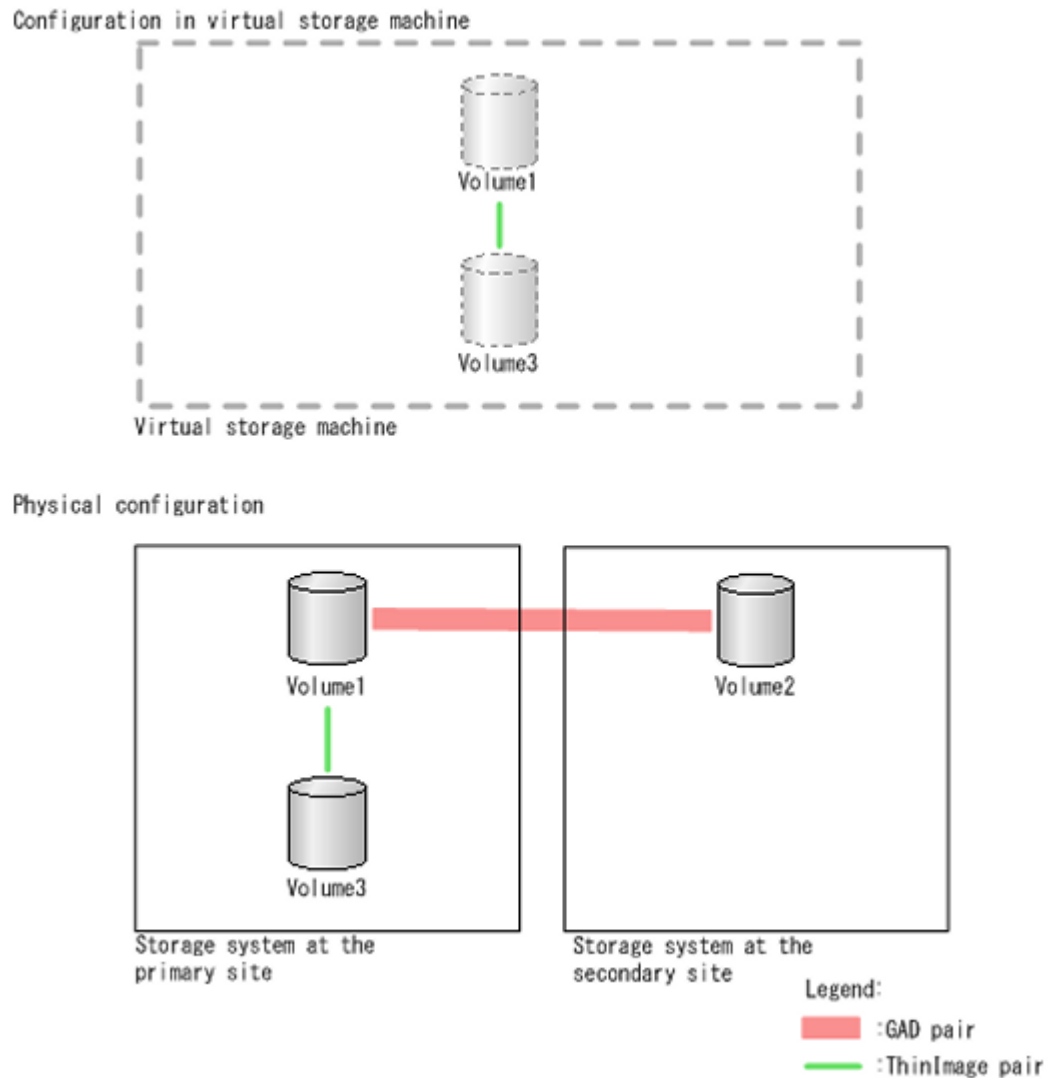 Configuration in virtual storage machine
Volume1
Volume3
Virtual storage machine
Physical configuration
Volume1
Volume2
Volume3
Storage system at the
primary site
Storage system at the
secondary site
Legend:
:GAD pair
:ThinImage pair